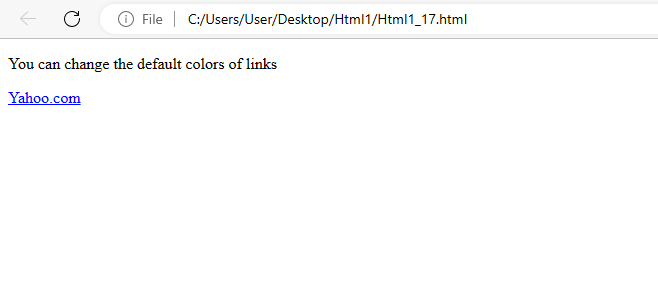 File | C:/Users/User/Desktop/Html1/Html1_17.html
You can change the default colors of links
Yahoo.com